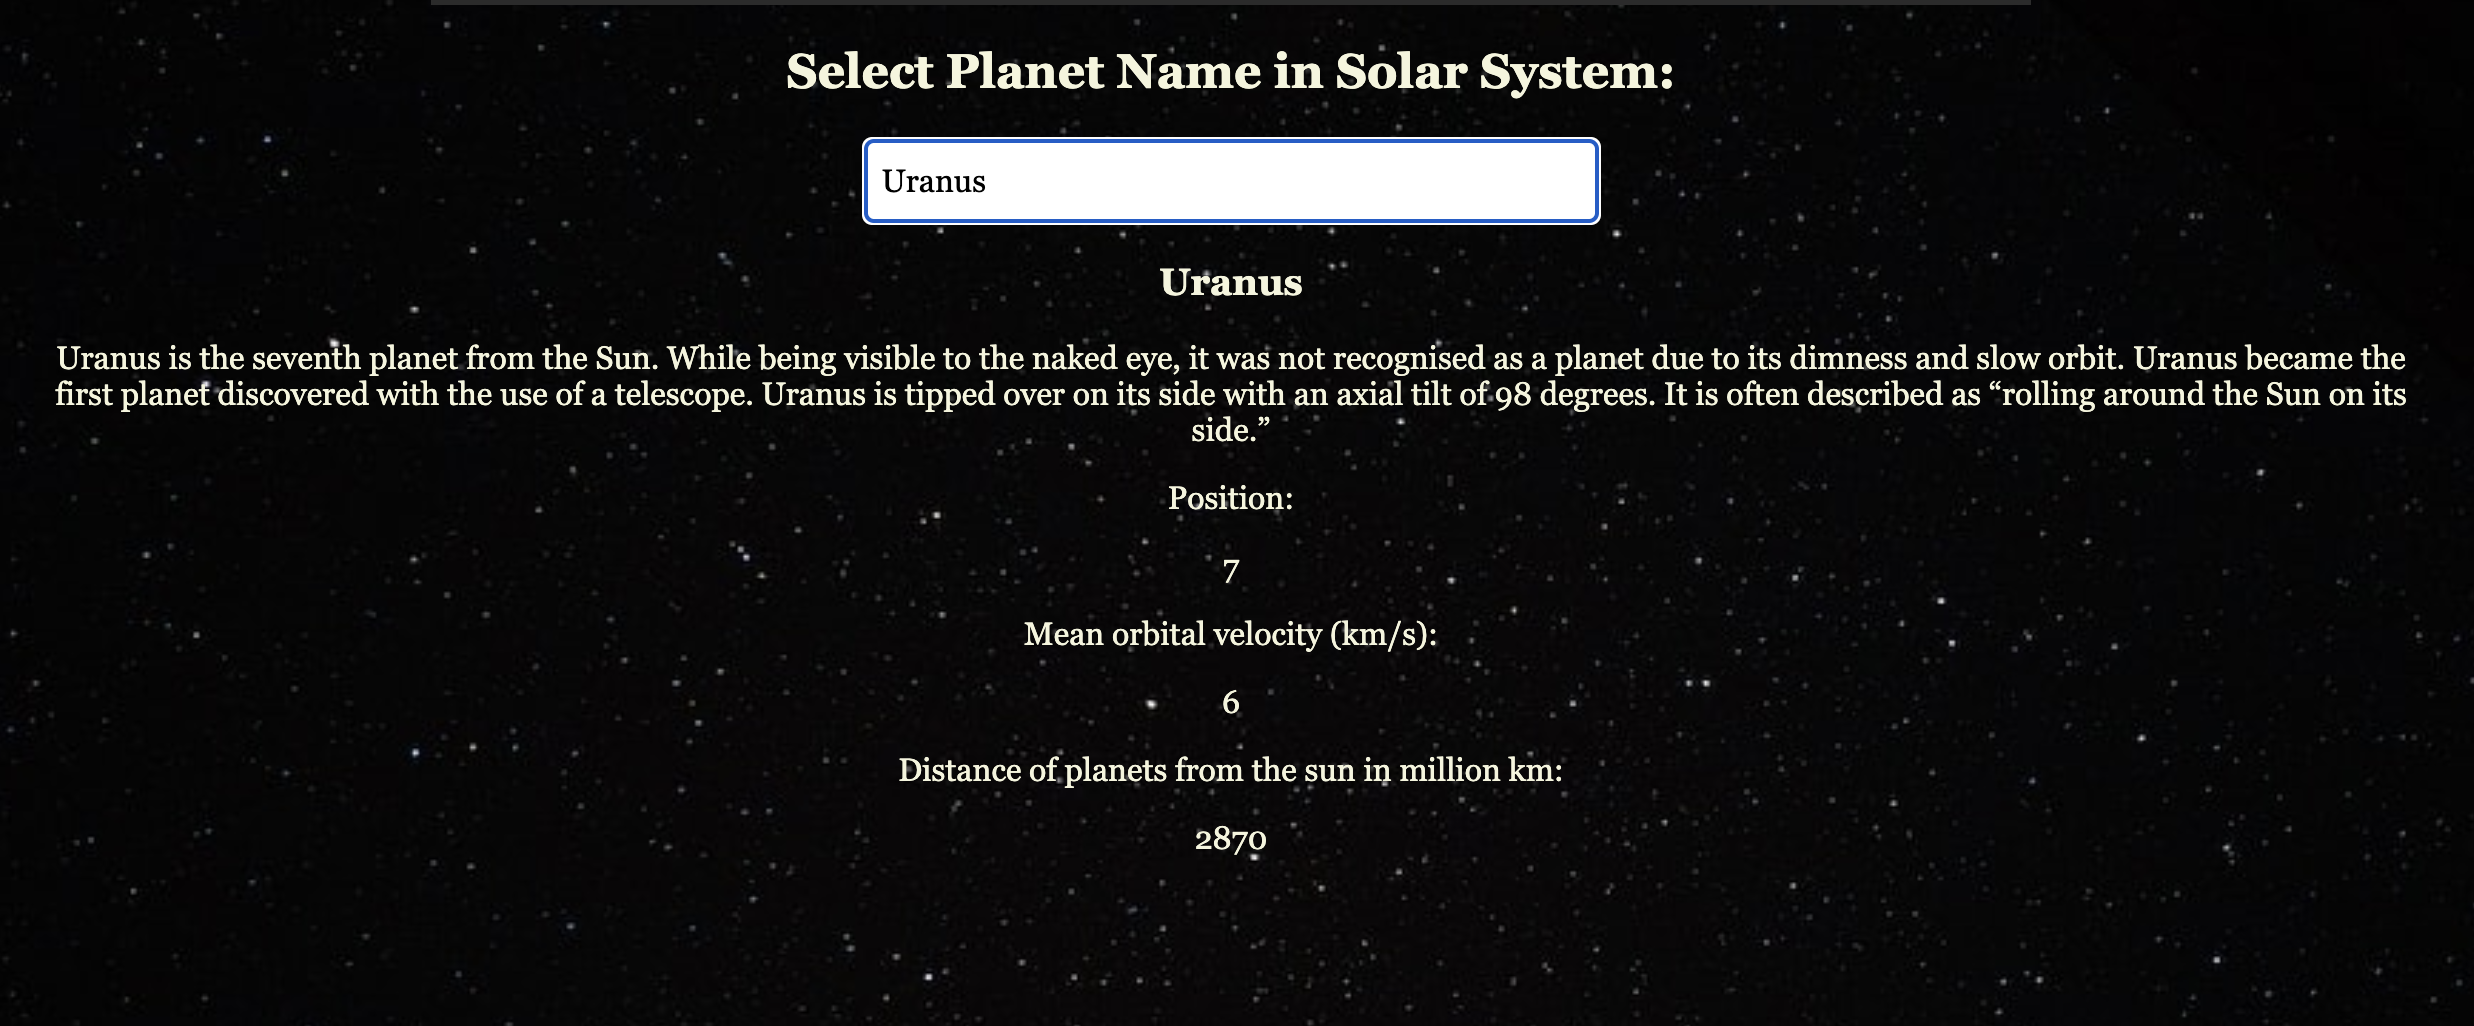 Select Planet Name in Solar System:
Uranus
Uranus
Uranus is the seventh planet from the Sun. While being visible to the naked eye, it was not recognised as a planet due to its dimness and slow orbit. Uranus became the
first planet discovered with the use of a telescope. Uranus is tipped over on its side with an axial tilt of 98 degrees. It is often described as “rolling around the Sun on its
side.”
Position:
7
Mean orbital velocity (km/s):
6
Distance of planets from the sun in million km:
2870